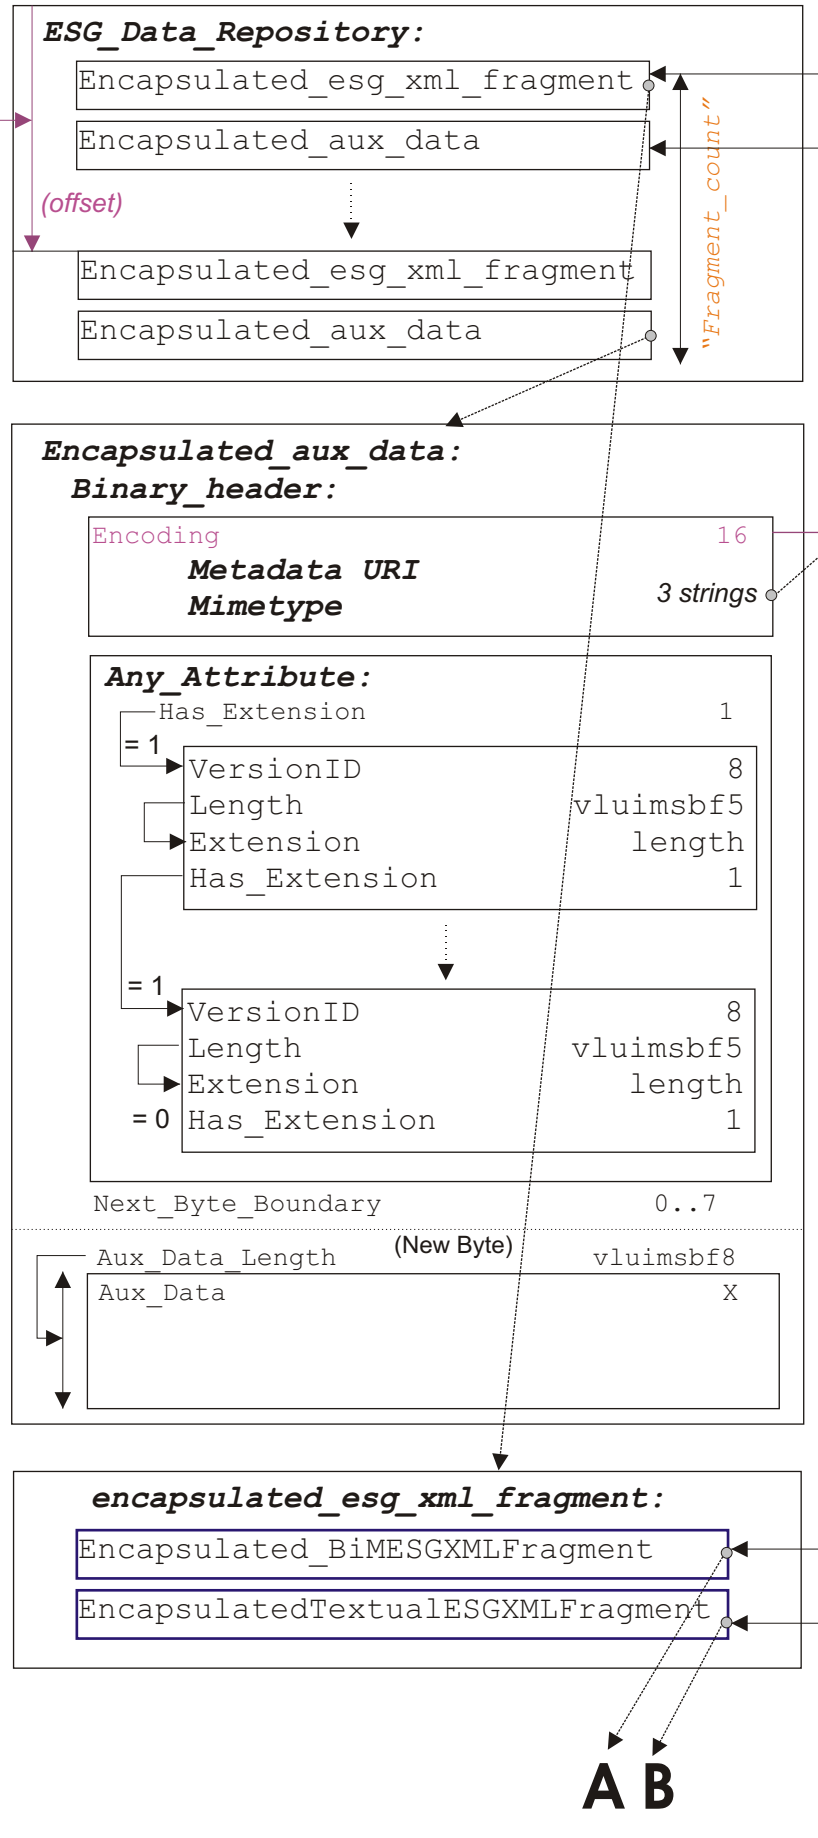 ESG_Data_Repository:
Encapsulated_esg_xml_fragment
Encapsulated_aux_data
(offset)
"Fragment_count"
Encapsulated_esg_xml_fragment
Encapsulated_aux_data
Encapsulated_aux_data:
Binary_header:
Encoding 16
Metadata URI
Mimetype 3 strings
Any_Attribute:
Has_Extension 1
= 1
VersionID 8
Length vluimsbf5
Extension length
Has_Extension 1
= 1
VersionID 8
Length vluimsbf5
Extension length
= 0 Has_Extension 1
Next_Byte_Boundary 0..7
(New Byte)
Aux_Data_Length vluimsbf8
Aux_Data X
encapsulated_esg_xml_fragment:
Encapsulated_BiMESGXMLFragment
EncapsulatedTextualESGXMLFragment
A B